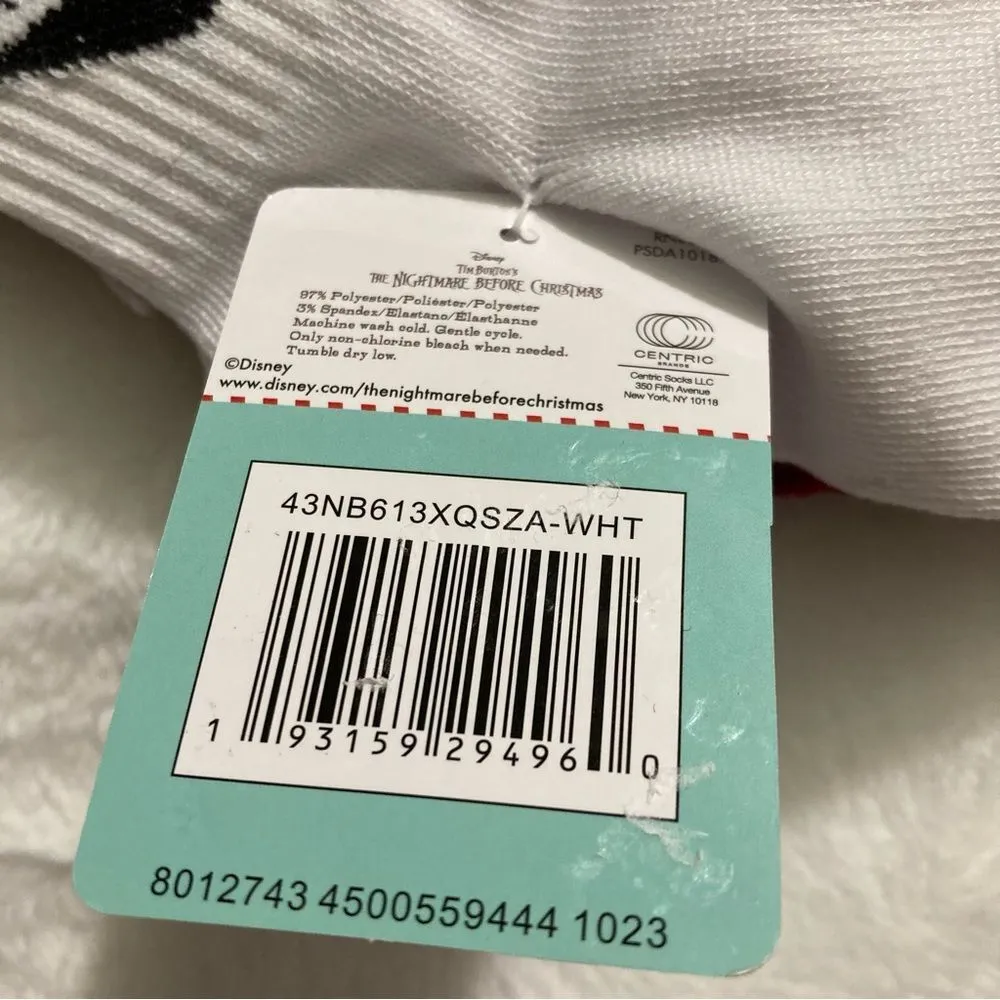 PSDA1018
Disney
TIM BURTON'S
THE NIGHTMARE BEFORE CHRISTMAS
97% Polyester/Poliéster/Polyester
3% Spandex/Elastano/Élasthanne
Machine wash cold. Gentle cycle.
Only non-chlorine bleach when needed.
Tumble dry low.
©Disney
www.disney.com/thenightmarebeforechristmas
CENTRIC
BRANDS
Centric Socks LLC
350 Fifth Avenue
New York, NY 10118
43NB613XQSZA-WHT
1 93159 29496 0
8012743 4500559444 1023